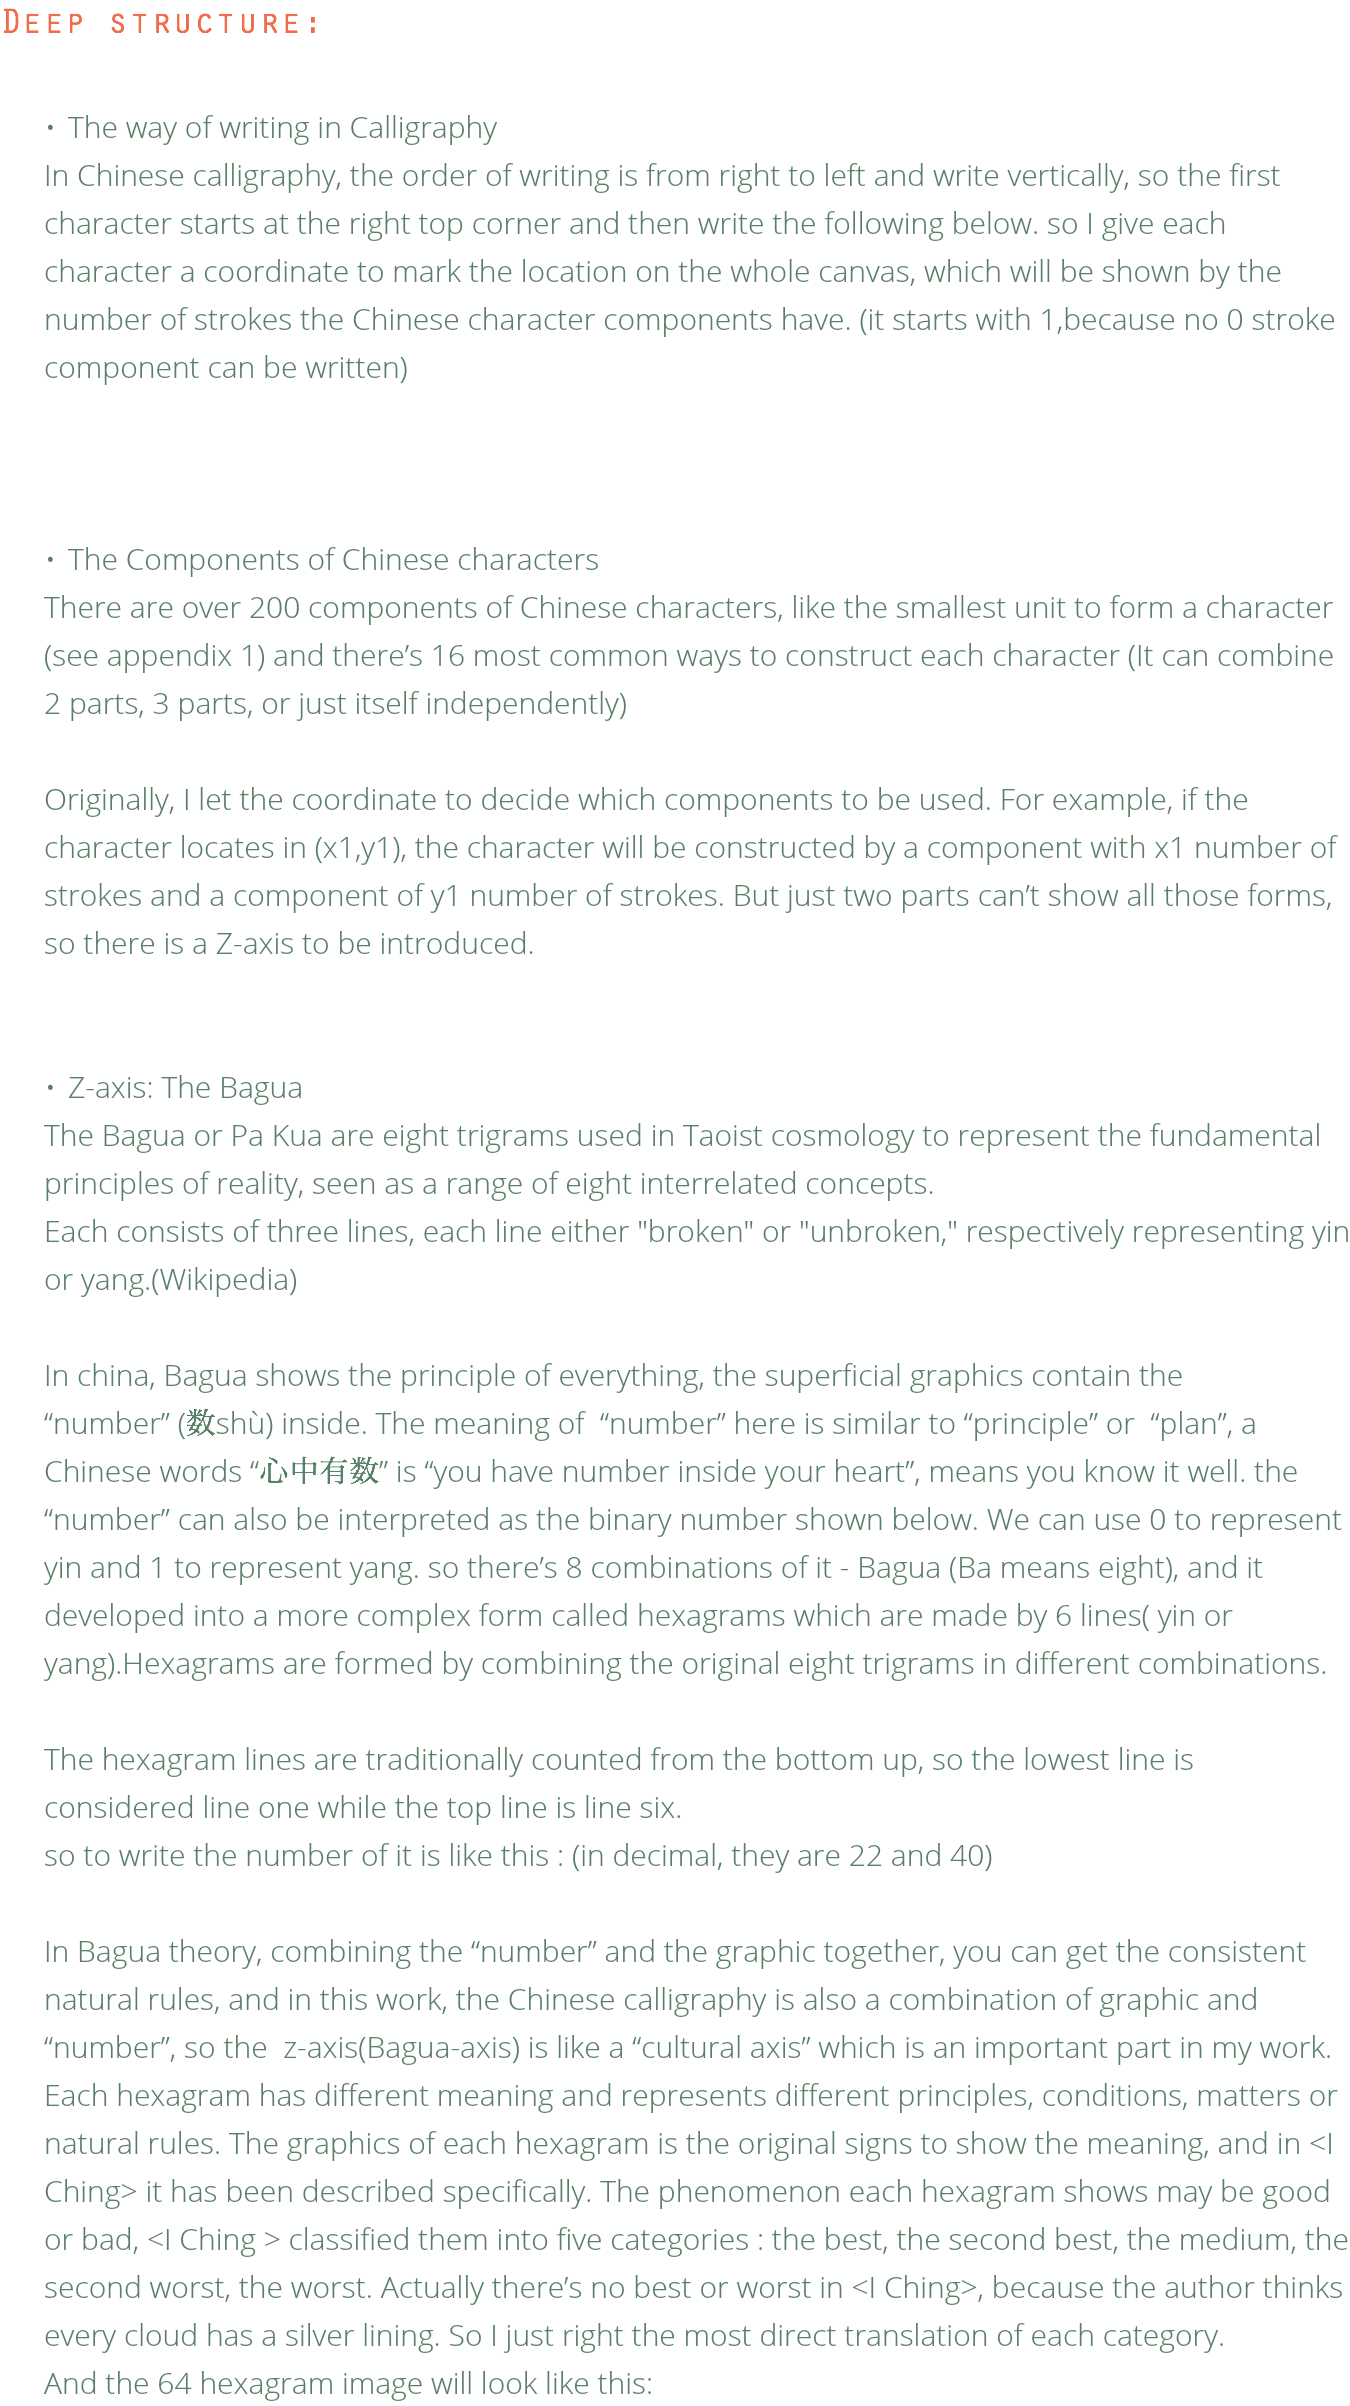 DEEP STRUCTURE:
• The way of writing in Calligraphy
In Chinese calligraphy, the order of writing is from right to left and write vertically, so the first
character starts at the right top corner and then write the following below. so I give each
character a coordinate to mark the location on the whole canvas, which will be shown by the
number of strokes the Chinese character components have. (it starts with 1,because no 0 stroke
component can be written)
• The Components of Chinese characters
There are over 200 components of Chinese characters, like the smallest unit to form a character
(see appendix 1) and there’s 16 most common ways to construct each character (It can combine
2 parts, 3 parts, or just itself independently)
Originally, I let the coordinate to decide which components to be used. For example, if the
character locates in (x1,y1), the character will be constructed by a component with x1 number of
strokes and a component of y1 number of strokes. But just two parts can’t show all those forms,
so there is a Z-axis to be introduced.
• Z-axis: The Bagua
The Bagua or Pa Kua are eight trigrams used in Taoist cosmology to represent the fundamental
principles of reality, seen as a range of eight interrelated concepts.
Each consists of three lines, each line either "broken" or "unbroken," respectively representing yin
or yang.(Wikipedia)
In china, Bagua shows the principle of everything, the superficial graphics contain the
“number” (数shù) inside. The meaning of  “number” here is similar to “principle” or  “plan”, a
Chinese words “心中有数” is “you have number inside your heart”, means you know it well. the
“number” can also be interpreted as the binary number shown below. We can use 0 to represent
yin and 1 to represent yang. so there’s 8 combinations of it - Bagua (Ba means eight), and it
developed into a more complex form called hexagrams which are made by 6 lines( yin or
yang).Hexagrams are formed by combining the original eight trigrams in different combinations.
The hexagram lines are traditionally counted from the bottom up, so the lowest line is
considered line one while the top line is line six.
so to write the number of it is like this : (in decimal, they are 22 and 40)
In Bagua theory, combining the “number” and the graphic together, you can get the consistent
natural rules, and in this work, the Chinese calligraphy is also a combination of graphic and
“number”, so the  z-axis(Bagua-axis) is like a “cultural axis” which is an important part in my work.
Each hexagram has different meaning and represents different principles, conditions, matters or
natural rules. The graphics of each hexagram is the original signs to show the meaning, and in <I
Ching> it has been described specifically. The phenomenon each hexagram shows may be good
or bad, <I Ching > classified them into five categories : the best, the second best, the medium, the
second worst, the worst. Actually there’s no best or worst in <I Ching>, because the author thinks
every cloud has a silver lining. So I just right the most direct translation of each category.
And the 64 hexagram image will look like this: